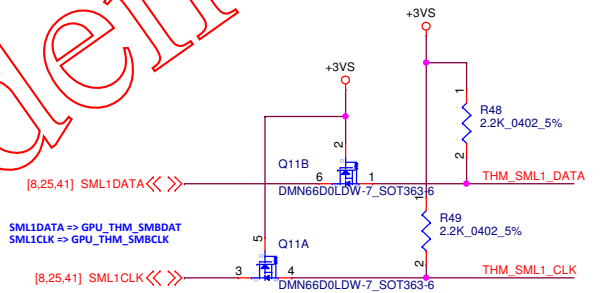 den
+3VS
+3VS
1
R48
2.2K_0402_5%
2
2
Q11B
6
1
[8,25,41] SML1DATA
THM_SML1_DATA
DMN66D0LDW-7_SOT363-6
1
SML1DATA => GPU_THM_SMBDAT
SML1CLK => GPU_THM_SMBCLK
R49
2.2K_0402_5%
5
Q11A
2
3
4
[8,25,41] SML1CLK
THM_SML1_CLK
DMN66D0LDW-7_SOT363-6